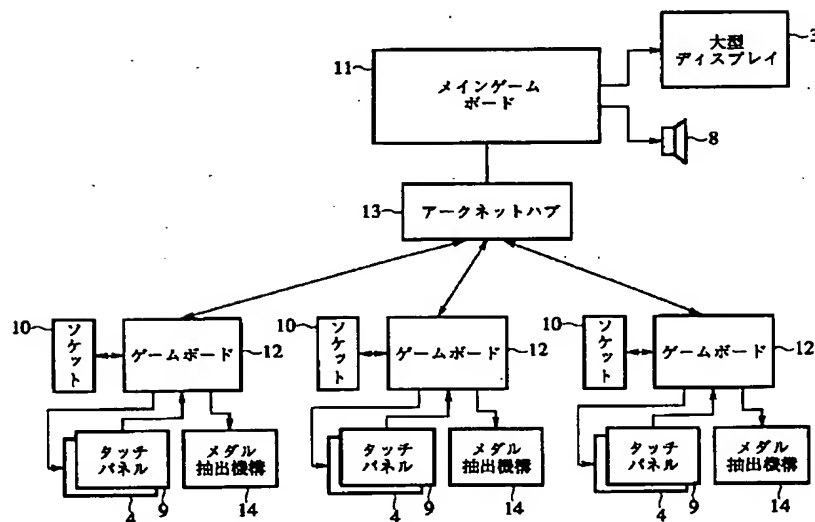 大型
ディスプレイ
3
11
メインゲーム
ボード
8
13
アークネットハブ
10
ソケット
ゲームボード
12
10
ソケット
ゲームボード
12
10
ソケット
ゲームボード
12
タッチ
パネル
メダル
抽出機構
4
9
14
タッチ
パネル
メダル
抽出機構
4
9
14
タッチ
パネル
メダル
抽出機構
4
9
14